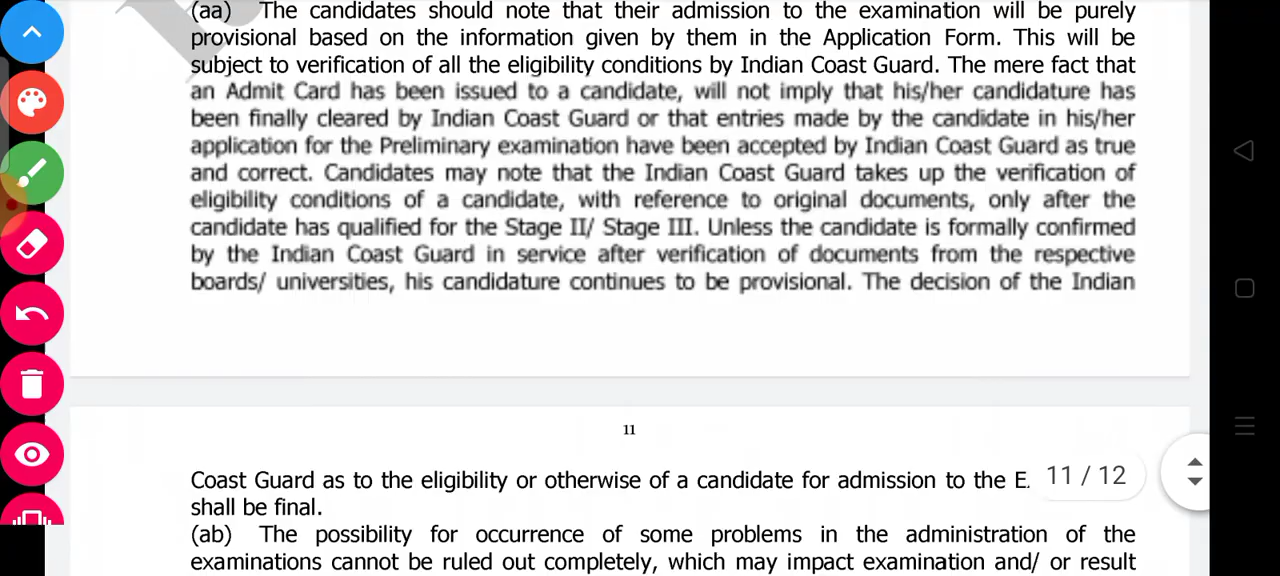 (aa) The candidates should note that their admission to the examination will be purely
provisional based on the information given by them in the Application Form. This will be
subject to verification of all the eligibility conditions by Indian Coast Guard. The mere fact that
an Admit Card has been issued to a candidate, will not imply that his/her candidature has
been finally cleared by Indian Coast Guard or that entries made by the candidate in his/her
application for the Preliminary examination have been accepted by Indian Coast Guard as true
and correct. Candidates may note that the Indian Coast Guard takes up the verification of
eligibility conditions of a candidate, with reference to original documents, only after the
candidate has qualified for the Stage II/ Stage III. Unless the candidate is formally confirmed
by the Indian Coast Guard in service after verification of documents from the respective
boards/ universities, his candidature continues to be provisional. The decision of the Indian
11
Coast Guard as to the eligibility or otherwise of a candidate for admission to the E
11 / 12
shall be final.
(ab) The possibility for occurrence of some problems in the administration of the
examinations cannot be ruled out completely, which may impact examination and/ or result